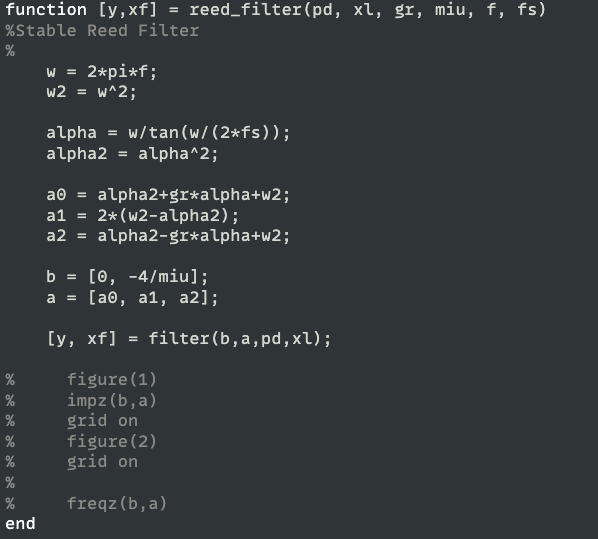 function [y,xf] = reed_filter(pd, xl, gr, miu, f, fs)
%Stable Reed Filter
%
    w = 2*pi*f;
    w2 = w^2;

    alpha = w/tan(w/(2*fs));
    alpha2 = alpha^2;

    a0 = alpha2+gr*alpha+w2;
    a1 = 2*(w2-alpha2);
    a2 = alpha2-gr*alpha+w2;

    b = [0, -4/miu];
    a = [a0, a1, a2];

    [y, xf] = filter(b,a,pd,xl);

%     figure(1)
%     impz(b,a)
%     grid on
%     figure(2)
%     grid on
%
%     freqz(b,a)
end